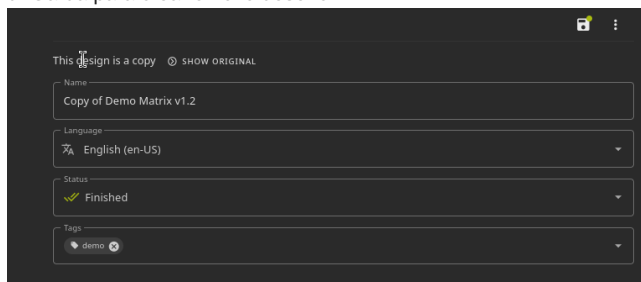 This design is a copy SHOW ORIGINAL
Name
Copy of Demo Matrix v1.2
Language
English (en-US)
Status
Finished
Tags
demo